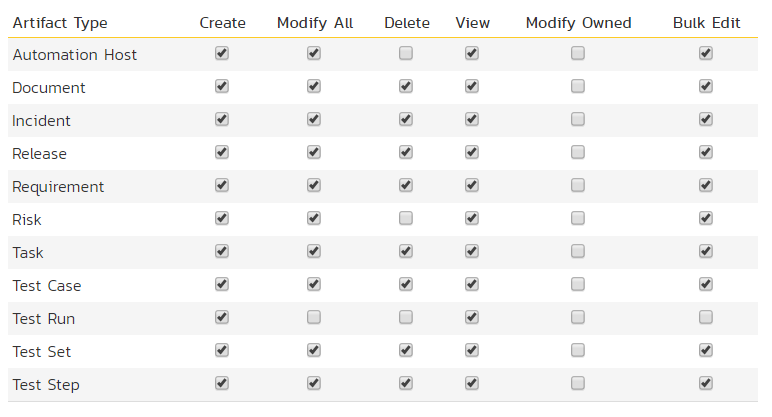 Artifact Type Create Modify All Delete View Modify Owned Bulk Edit
Automation Host
Document
Incident
Release
Requirement
Risk
Task
Test Case
Test Run
Test Set
Test Step